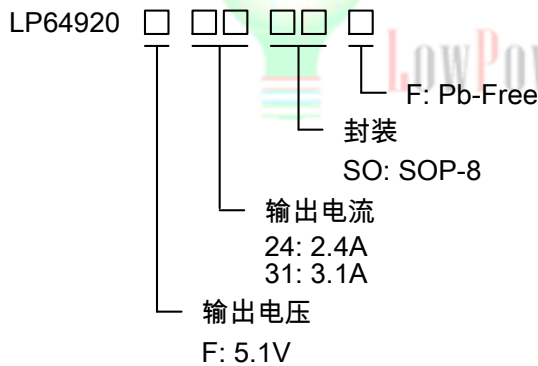 LP64920 □ □□ □□ □
LowPow
F: Pb-Free
封装
SO: SOP-8
输出电流
24: 2.4A
31: 3.1A
输出电压
F: 5.1V